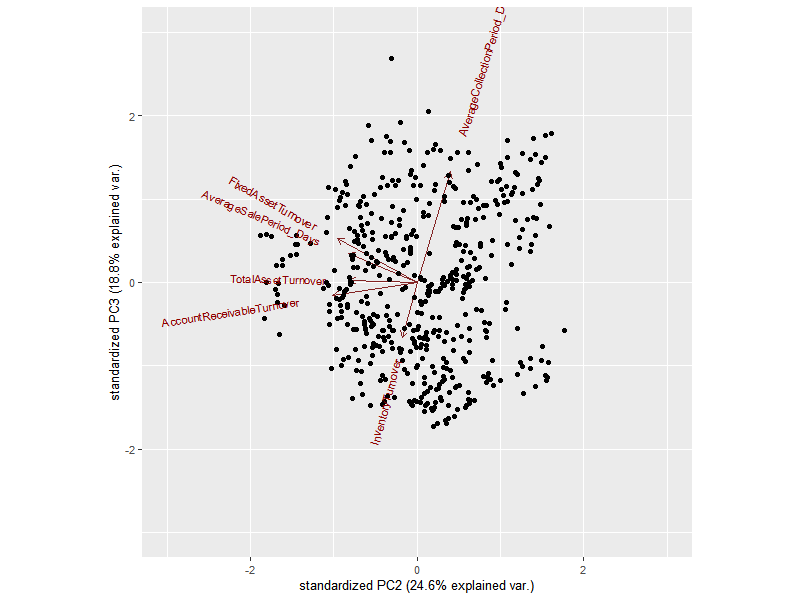 AverageCollectionPeriod_D
FixedAssetTurnover
AverageSalePeriod_Days
TotalAssetTurnover
AccountReceivableTurnover
InventoryTurnover
2
0
-2
-2
0
2
standardized PC3 (18.8% explained var.)
standardized PC2 (24.6% explained var.)